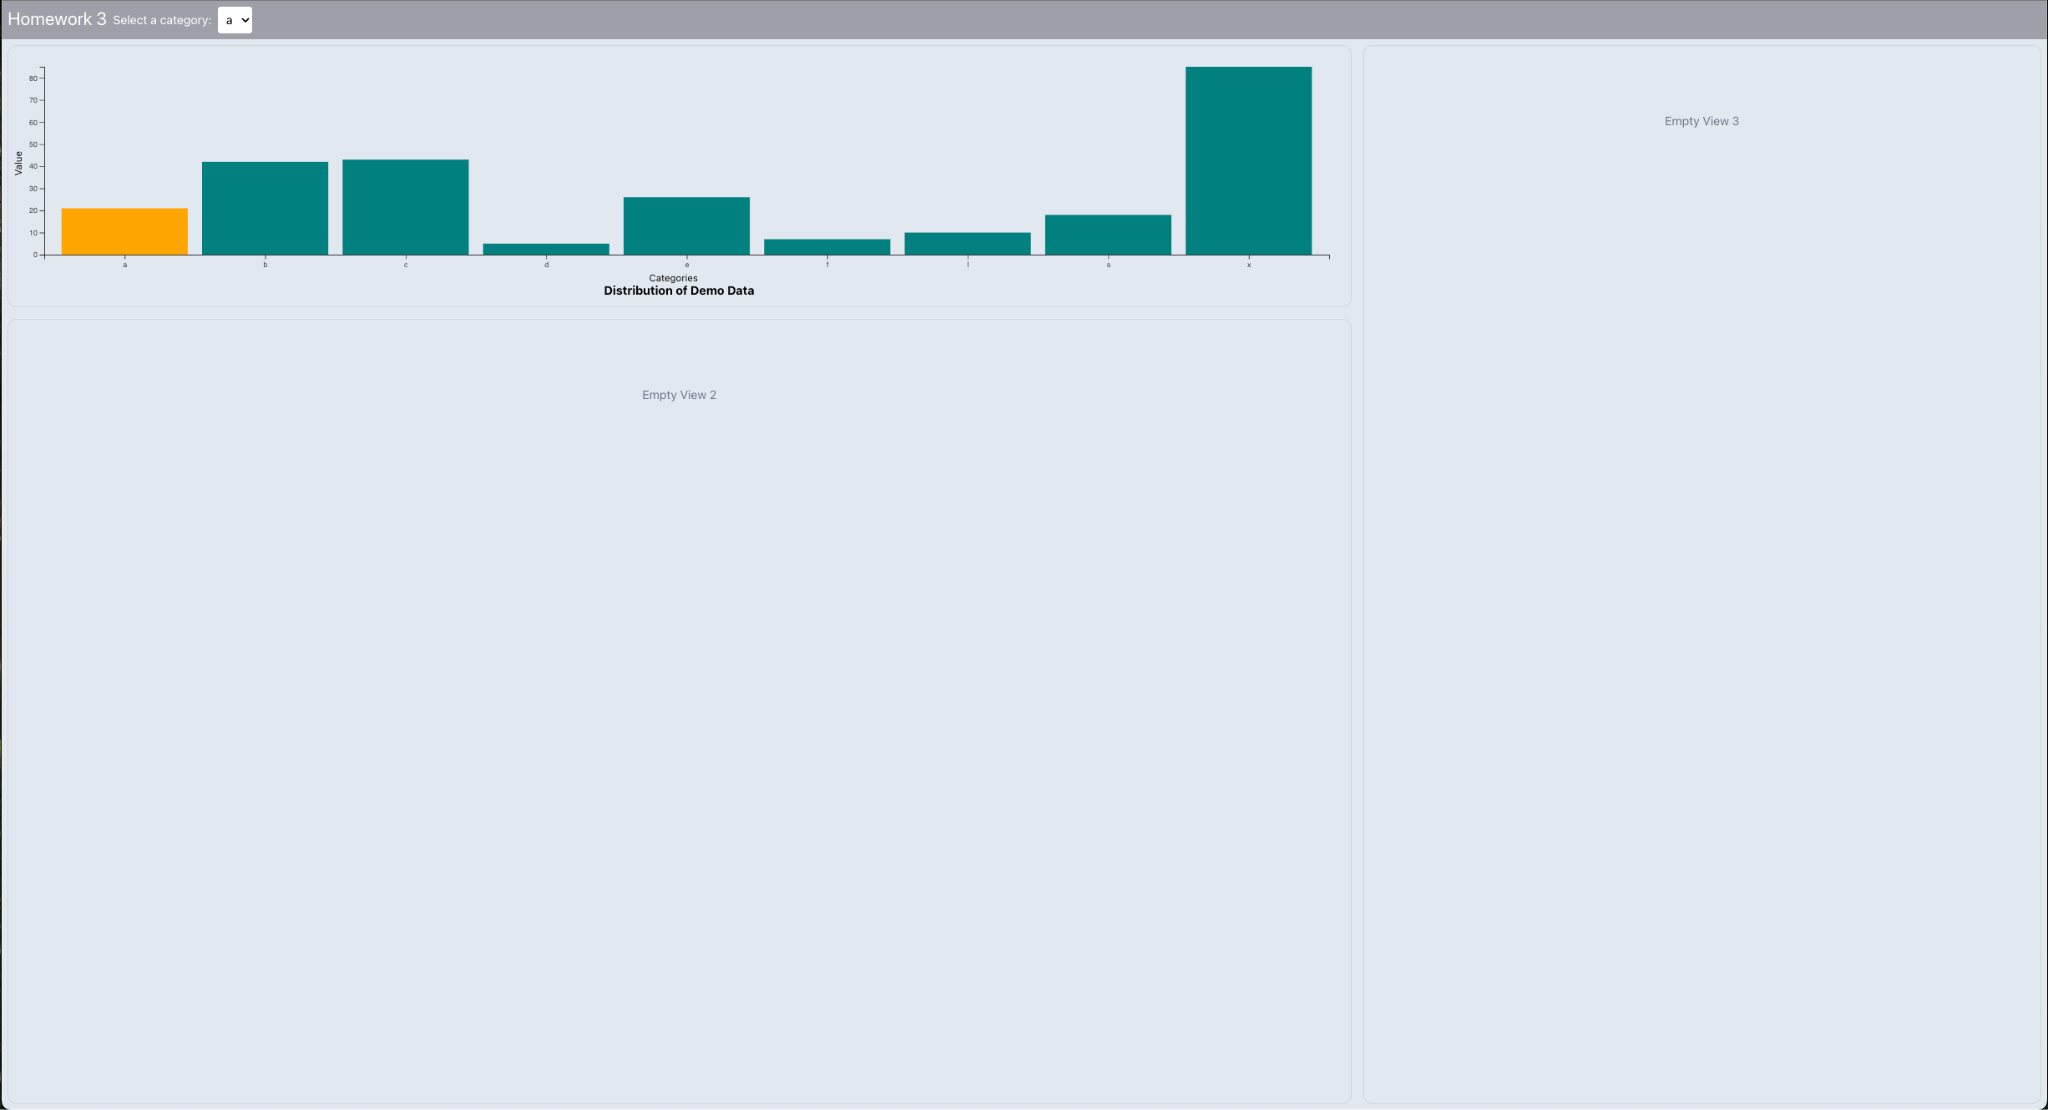 Homework 3 Select a category: a
80
70
60
50
40
30
20
10
0
Value
a b c d e f l s x
Categories
Distribution of Demo Data
Empty View 2
Empty View 3